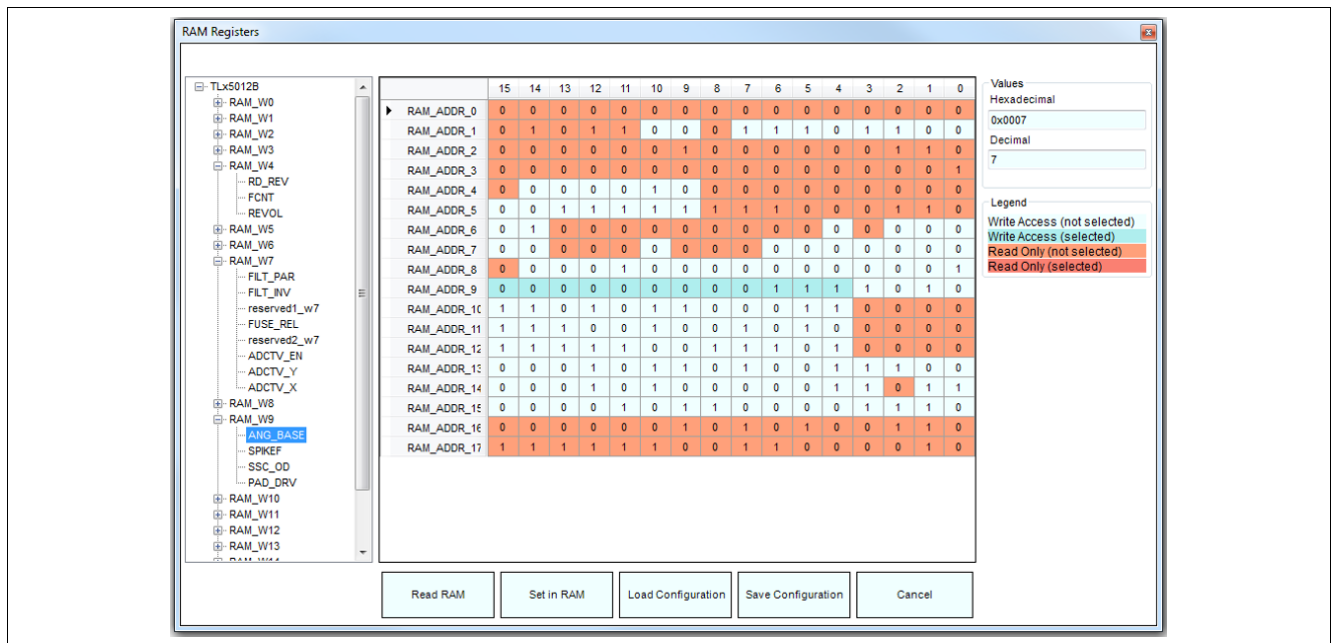 RAM Registers
TLx5012B
RAM_W0
RAM_W1
RAM_W2
RAM_W3
RAM_W4
RD_REV
FCNT
REVOL
RAM_W5
RAM_W6
RAM_W7
FILT_PAR
FILT_INV
reserved1_w7
FUSE_REL
reserved2_w7
ADCTV_EN
ADCTV_Y
ADCTV_X
RAM_W8
RAM_W9
ANG_BASE
SPIKEF
SSC_OD
PAD_DRV
RAM_W10
RAM_W11
RAM_W12
RAM_W13
15 14 13 12 11 10 9 8 7 6 5 4 3 2 1 0
RAM_ADDR_0 0 0 0 0 0 0 0 0 0 0 0 0 0 0 0 0
RAM_ADDR_1 0 1 0 1 1 0 0 0 1 1 1 0 1 1 0 0
RAM_ADDR_2 0 0 0 0 0 0 1 0 0 0 0 0 0 1 1 0
RAM_ADDR_3 0 0 0 0 0 0 0 0 0 0 0 0 0 0 0 1
RAM_ADDR_4 0 0 0 0 0 1 0 0 0 0 0 0 0 0 0 0
RAM_ADDR_5 0 0 1 1 1 1 1 1 1 1 0 0 0 1 1 0
RAM_ADDR_6 0 1 0 0 0 0 0 0 0 0 0 0 0 0 0 0
RAM_ADDR_7 0 0 0 0 0 0 0 0 0 0 0 0 0 0 0 0
RAM_ADDR_8 0 0 0 0 1 0 0 0 0 0 0 0 0 0 0 1
RAM_ADDR_9 0 0 0 0 0 0 0 0 0 1 1 1 1 0 1 0
RAM_ADDR_10 1 1 0 1 0 1 1 0 0 0 1 1 0 0 0 0
RAM_ADDR_11 1 1 1 0 0 1 0 0 1 0 1 0 0 0 0 0
RAM_ADDR_12 1 1 1 1 1 0 0 1 1 1 0 1 0 0 0 0
RAM_ADDR_13 0 0 0 1 0 1 1 0 1 0 0 1 1 1 0 0
RAM_ADDR_14 0 0 0 1 0 1 0 0 0 0 0 1 1 0 1 1
RAM_ADDR_15 0 0 0 0 1 0 1 1 0 0 0 0 1 1 1 0
RAM_ADDR_16 0 0 0 0 0 0 1 0 1 0 1 0 0 1 1 0
RAM_ADDR_17 1 1 1 1 1 1 0 0 1 1 0 0 0 0 1 0
Values
Hexadecimal
0x0007
Decimal
7
Legend
Write Access (not selected)
Write Access (selected)
Read Only (not selected)
Read Only (selected)
Read RAM
Set in RAM
Load Configuration
Save Configuration
Cancel